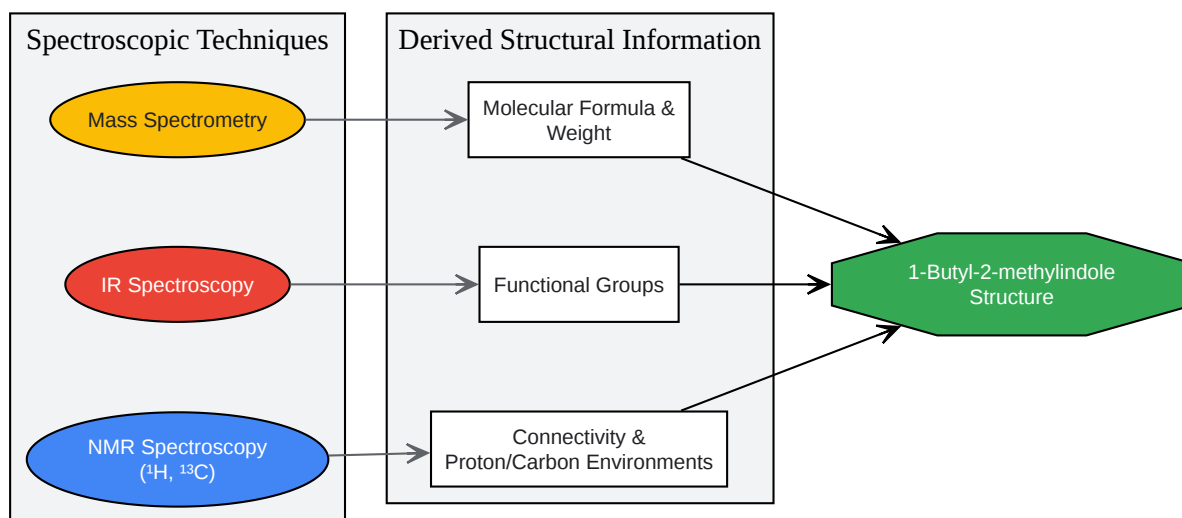 Spectroscopic Techniques
Derived Structural Information
Mass Spectrometry
Molecular Formula &
Weight
IR Spectroscopy
Functional Groups
1-Butyl-2-methylindole
Structure
NMR Spectroscopy
(¹H, ¹³C)
Connectivity &
Proton/Carbon Environments